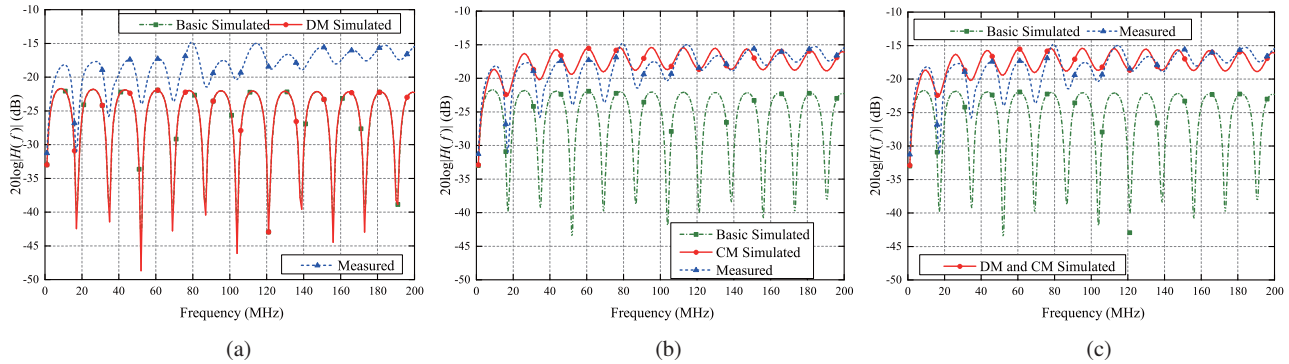 Basic Simulated DM Simulated
-10
-15
-20
-25
-30
-35
-40
-45
-50
20log|H(f)| (dB)
Measured
0 20 40 60 80 100 120 140 160 180 200
Frequency (MHz)
(a)
-10
-15
-20
-25
-30
-35
-40
-45
-50
20log|H(f)| (dB)
Basic Simulated
CM Simulated
Measured
0 20 40 60 80 100 120 140 160 180 200
Frequency (MHz)
(b)
Basic Simulated Measured
-10
-15
-20
-25
-30
-35
-40
-45
-50
20log|H(f)| (dB)
DM and CM Simulated
0 20 40 60 80 100 120 140 160 180 200
Frequency (MHz)
(c)